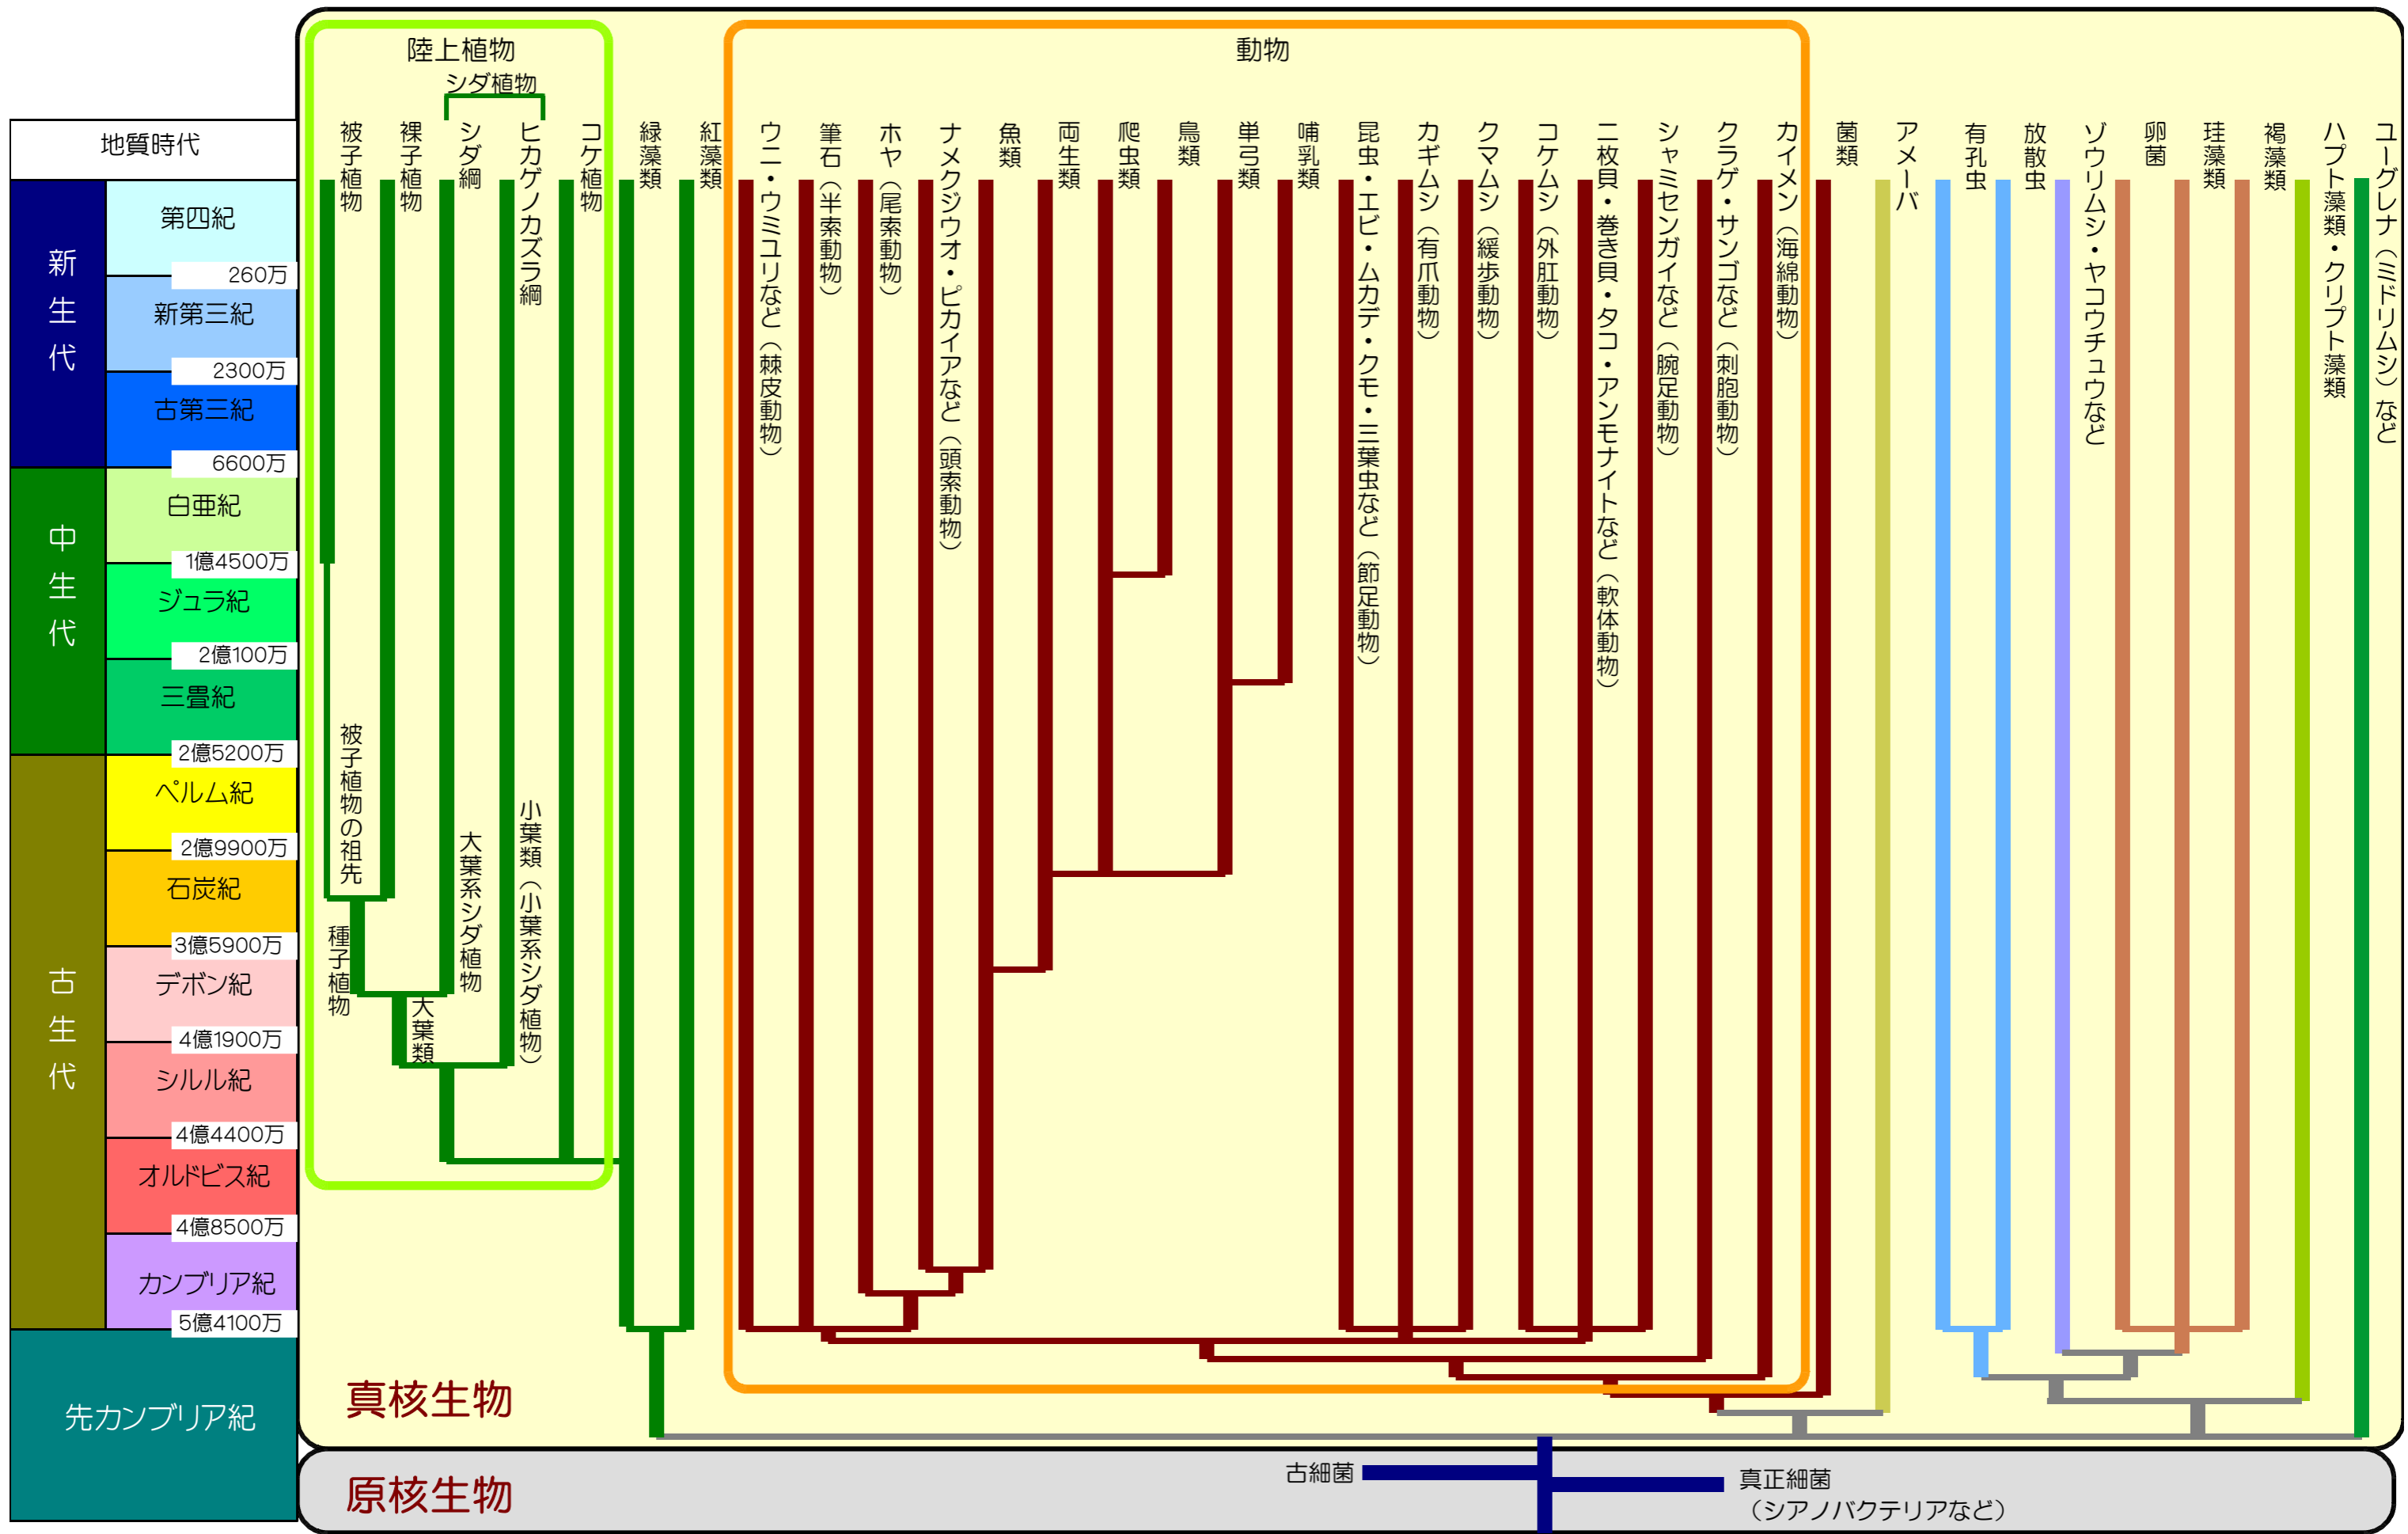 陸上植物
動物
シダ植物
地質時代
被子植物
裸子植物
シダ綱
ヒカゲノカズラ綱
コケ植物
緑藻類
紅藻類
ウニ・ウミユリなど（棘皮動物）
筆石（半索動物）
ホヤ（尾索動物）
ナメクジウオ・ピカイアなど（頭索動物）
魚類
両生類
爬虫類
鳥類
単弓類
哺乳類
昆虫・エビ・ムカデ・クモ・三葉虫など（節足動物）
カギムシ（有爪動物）
クマムシ（緩歩動物）
コケムシ（外肛動物）
二枚貝・巻き貝・タコ・アンモナイトなど（軟体動物）
シャミセンガイなど（腕足動物）
クラゲ・サンゴなど（刺胞動物）
カイメン（海綿動物）
菌類
アメーバ
有孔虫
放散虫
ゾウリムシ・ヤコウチュウなど
卵菌
珪藻類
褐藻類
ハプト藻類・クリプト藻類
ユーグレナ（ミドリムシ）など
新生代
第四紀
260万
新第三紀
2300万
古第三紀
6600万
中生代
白亜紀
1億4500万
ジュラ紀
2億100万
三畳紀
2億5200万
古生代
ペルム紀
2億9900万
石炭紀
3億5900万
デボン紀
4億1900万
シルル紀
4億4400万
オルドビス紀
4億8500万
カンブリア紀
5億4100万
先カンブリア紀
被子植物の祖先
種子植物
大葉系シダ植物
大葉類
小葉類（小葉系シダ植物）
真核生物
原核生物
古細菌
真正細菌
（シアノバクテリアなど）